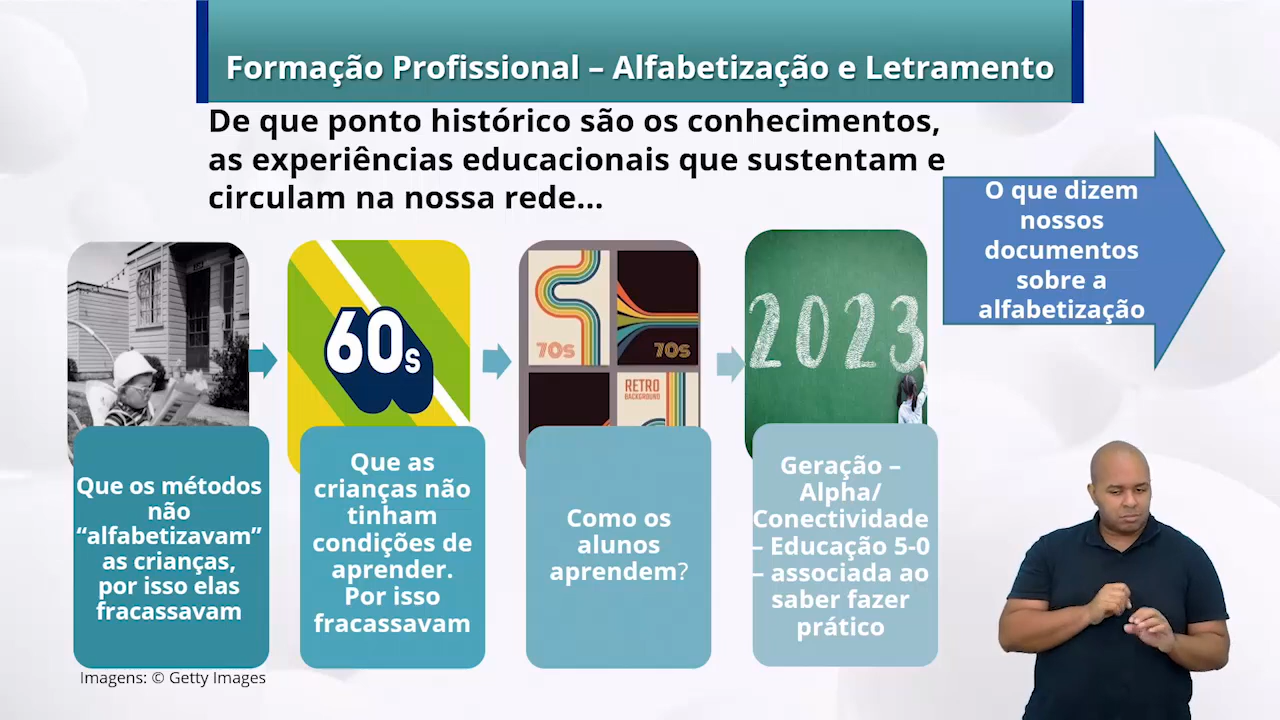 Formação Profissional – Alfabetização e Letramento
De que ponto histórico são os conhecimentos,
as experiências educacionais que sustentam e
circulam na nossa rede...
O que dizem
nossos
documentos
sobre a
alfabetização
60s
70s
70s
RETRO
BACKGROUND
2023
Que os métodos
não
“alfabetizavam”
as crianças,
por isso elas
fracassavam
Que as
crianças não
tinham
condições de
aprender.
Por isso
fracassavam
Como os
alunos
aprendem?
Geração –
Alpha/
Conectividade
– Educação 5-0
– associada ao
saber fazer
prático
Imagens: © Getty Images